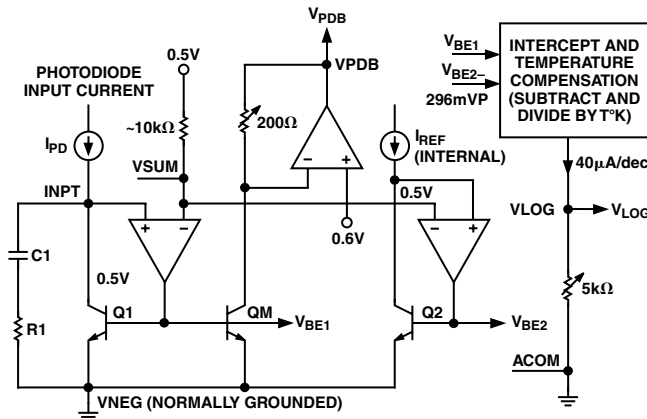 VPDB
0.5V
VPDB
PHOTODIODE
INPUT CURRENT
IPD
~10kΩ
200Ω
VSUM
INPT
–
+
0.6V
IREF
(INTERNAL)
0.5V
+
–
–
+
C1
R1
0.5V
Q1
QM
VBE1
Q2
VBE2
VNEG (NORMALLY GROUNDED)
VBE1
VBE2–
296mVP
INTERCEPT AND
TEMPERATURE
COMPENSATION
(SUBTRACT AND
DIVIDE BY T°K)
40μA/dec
VLOG
VLOG
5kΩ
ACOM